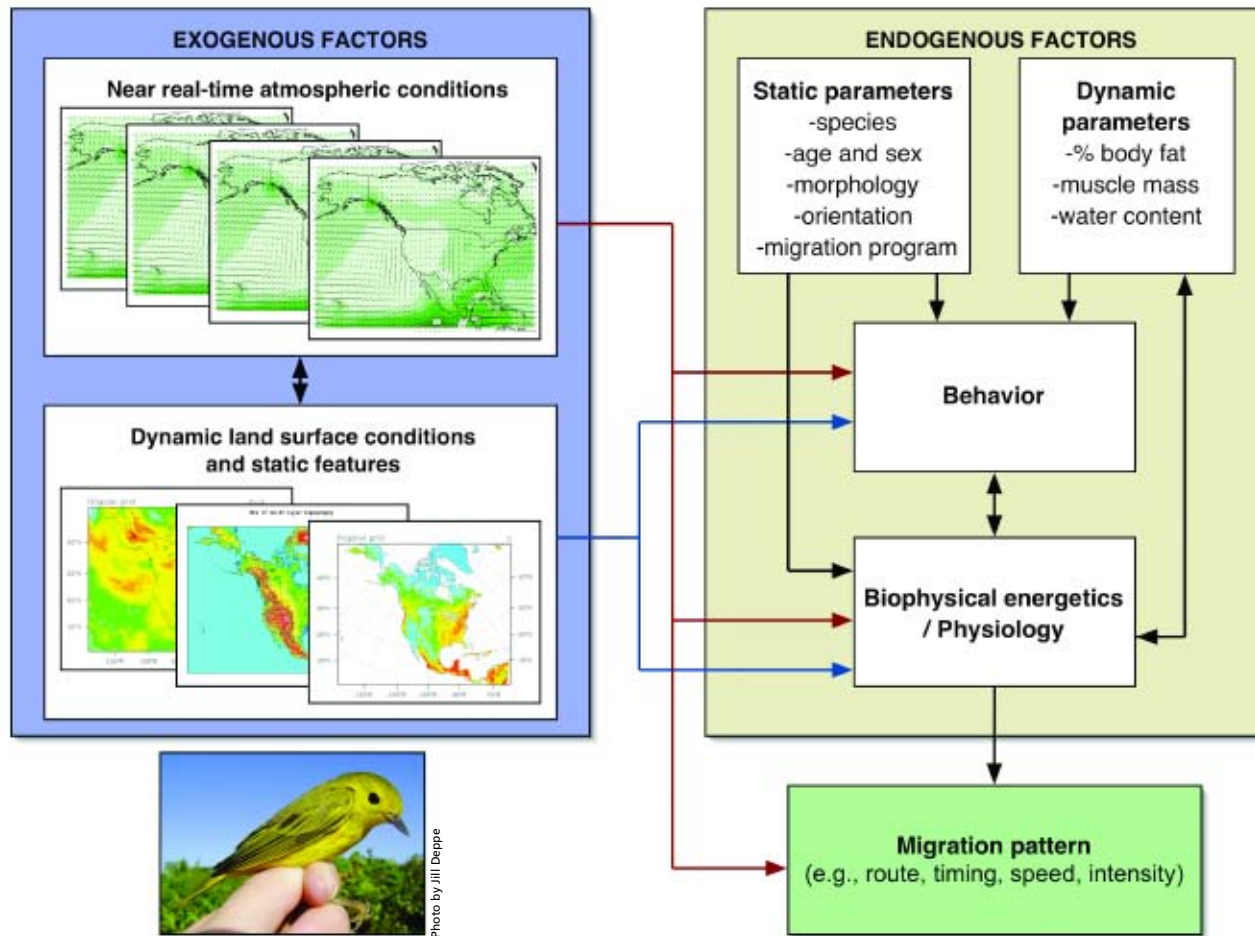 EXOGENOUS FACTORS
Near real-time atmospheric conditions
Dynamic land surface conditions
and static features
ENDOGENOUS FACTORS
Static parameters
-species
-age and sex
-morphology
-orientation
-migration program
Dynamic
parameters
-% body fat
-muscle mass
-water content
Behavior
Biophysical energetics
/ Physiology
Migration pattern
(e.g., route, timing, speed, intensity)
Photo by Jill Deppe